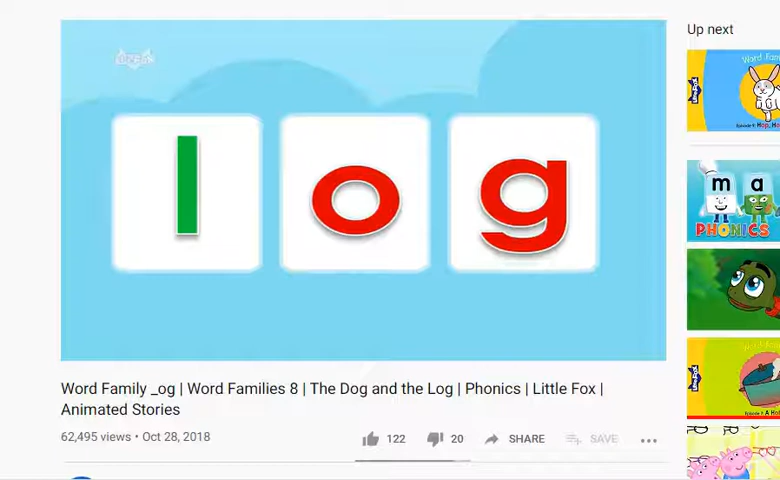 l o g
Up next
Word Family _og | Word Families 8 | The Dog and the Log | Phonics | Little Fox |
Animated Stories
62,495 views • Oct 28, 2018
122
20
SHARE
SAVE
m a
PHONICS